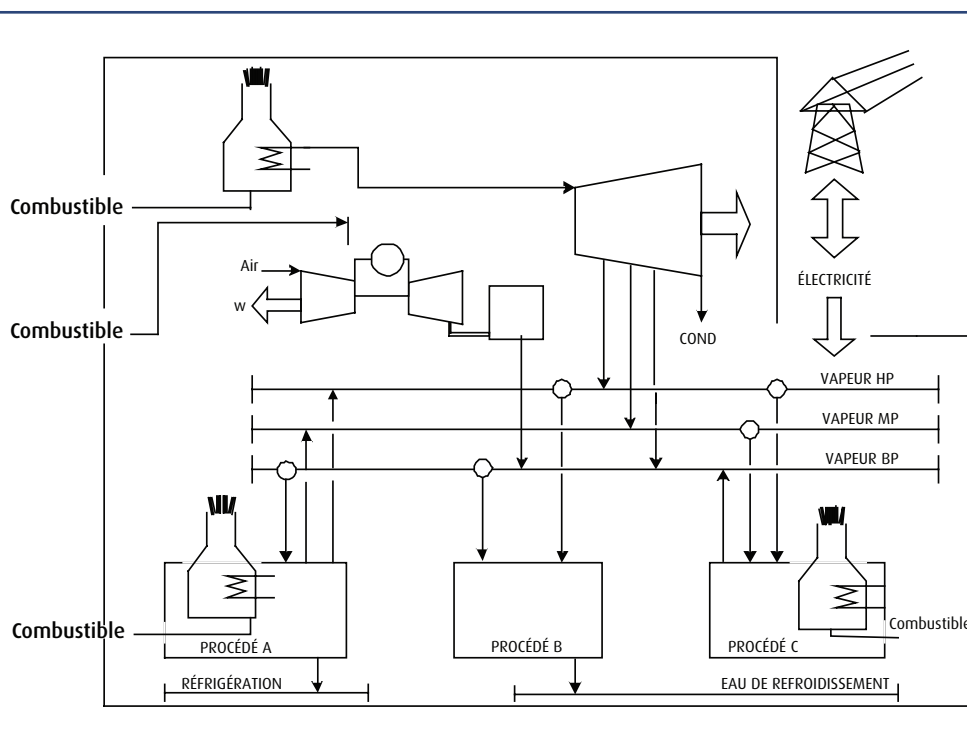 Combustible
Combustible
Air
w
COND
ÉLECTRICITÉ
VAPEUR HP
VAPEUR MP
VAPEUR BP
Combustible
PROCÉDÉ A
PROCÉDÉ B
PROCÉDÉ C
Combustible
RÉFRIGÉRATION
EAU DE REFROIDISSEMENT